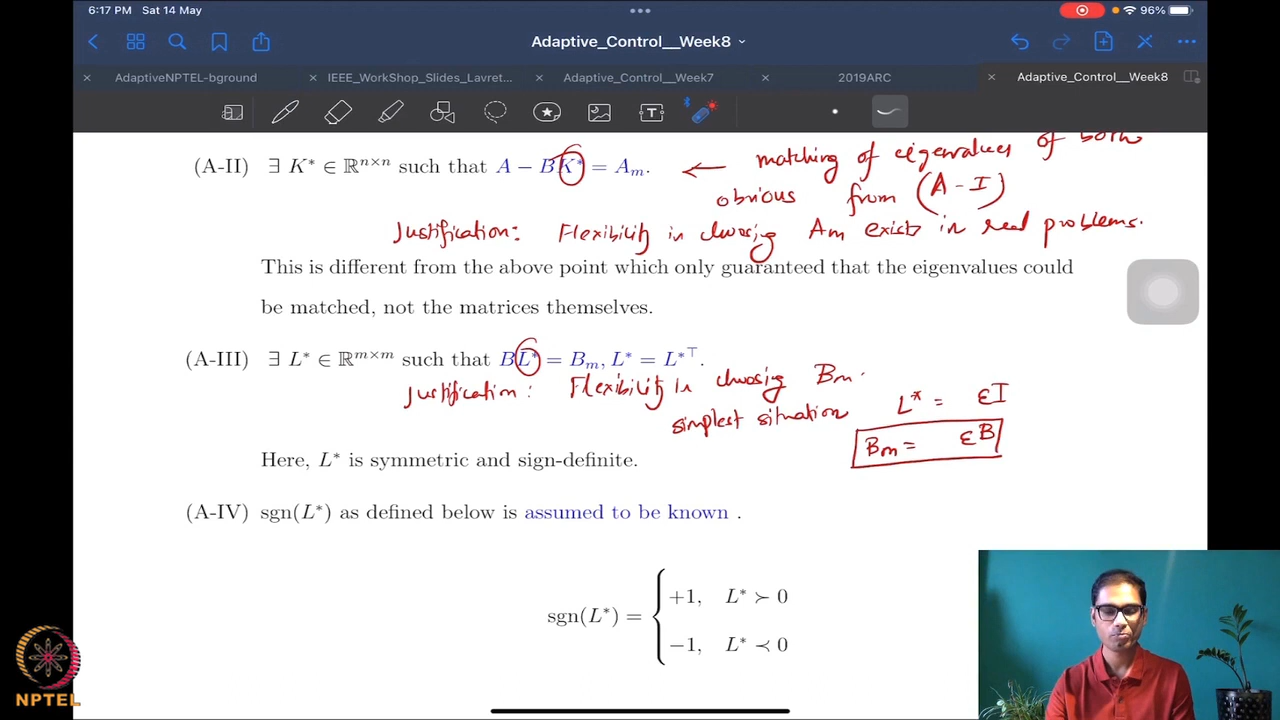 6:17 PM Sat 14 May
96%
Adaptive_Control__Week8
AdaptiveNPTEL-bground
IEEE_WorkShop_Slides_Lavret...
Adaptive_Control__Week7
2019ARC
Adaptive_Control__Week8
(A-II) ∃ K* ∈ ℝⁿˣⁿ such that A − BK* = Aₘ.
← matching of eigenvalues of both
obvious from (A - I)
Justification: Flexibility in choosing Am exists in real problems.
This is different from the above point which only guaranteed that the eigenvalues could
be matched, not the matrices themselves.
(A-III) ∃ L* ∈ ℝᵐˣᵐ such that BL* = Bₘ, L* = L*⊤.
Justification: Flexibility in choosing Bm.
simplest situation L* = εI
Bm = εB
Here, L* is symmetric and sign-definite.
(A-IV) sgn(L*) as defined below is assumed to be known .
sgn(L*) = { +1, L* ≻ 0
−1, L* ≺ 0
NPTEL